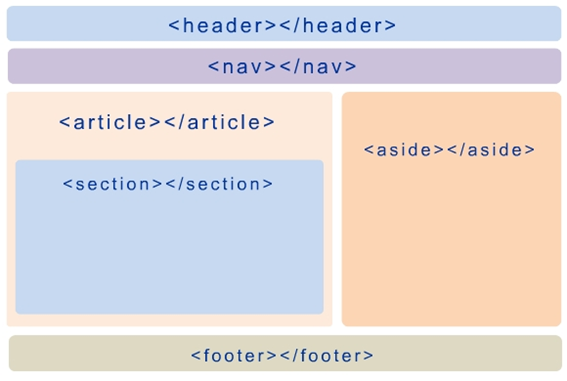 <header></header>
<nav></nav>
<article></article>
<aside></aside>
<section></section>
<footer></footer>